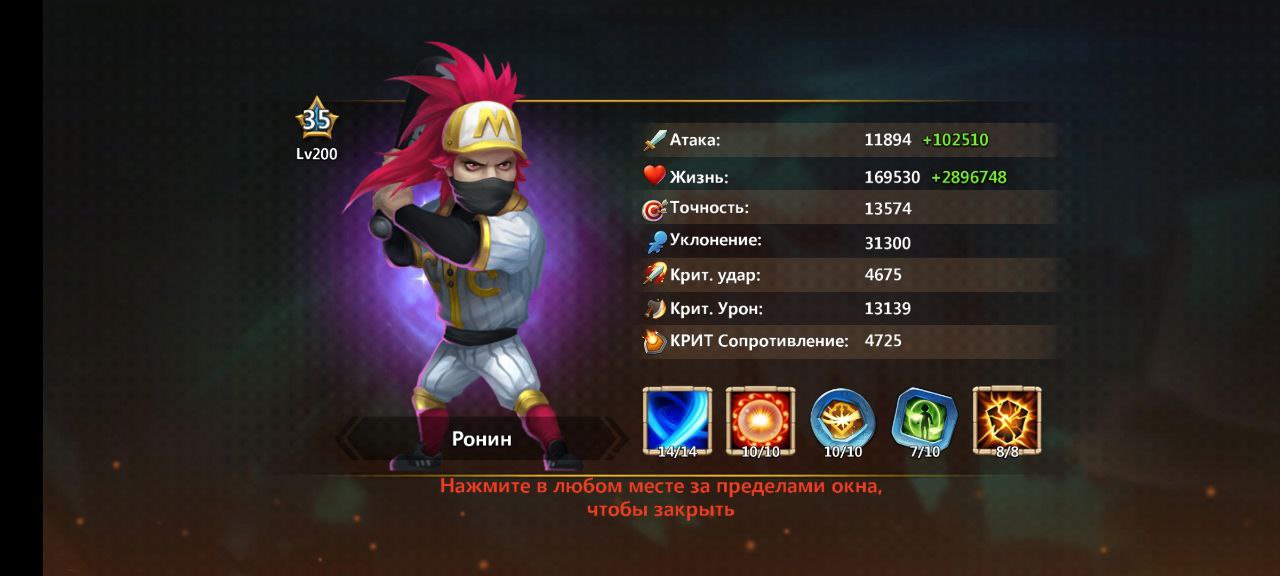 35
Lv200
M
Атака: 11894 +102510
Жизнь: 169530 +2896748
Точность: 13574
Уклонение: 31300
Крит. удар: 4675
Крит. Урон: 13139
КРИТ Сопротивление: 4725
Ронин
14/14 10/10 10/10 7/10 8/8
Нажмите в любом месте за пределами окна,
чтобы закрыть